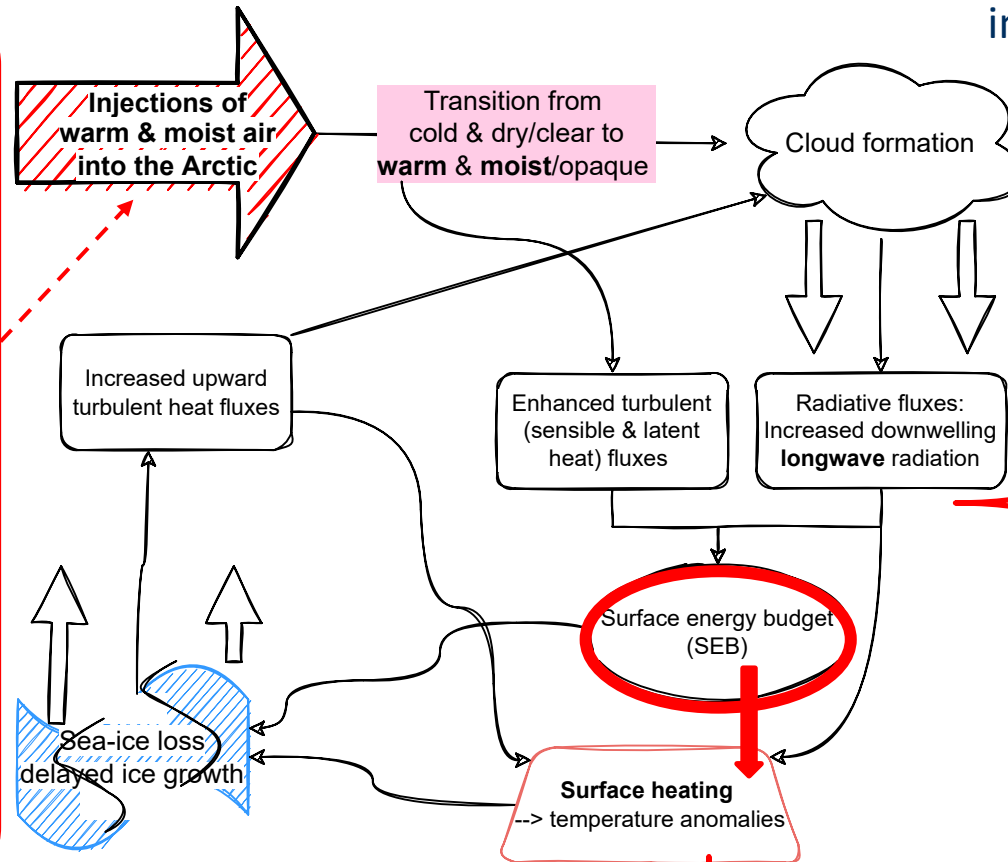 in
Injections of
warm & moist air
into the Arctic
Transition from
cold & dry/clear to
warm & moist/opaque
Cloud formation
Increased upward
turbulent heat fluxes
Enhanced turbulent
(sensible & latent
heat) fluxes
Radiative fluxes:
Increased downwelling
longwave radiation
Surface energy budget
(SEB)
Sea-ice loss
delayed ice growth
Surface heating
--> temperature anomalies